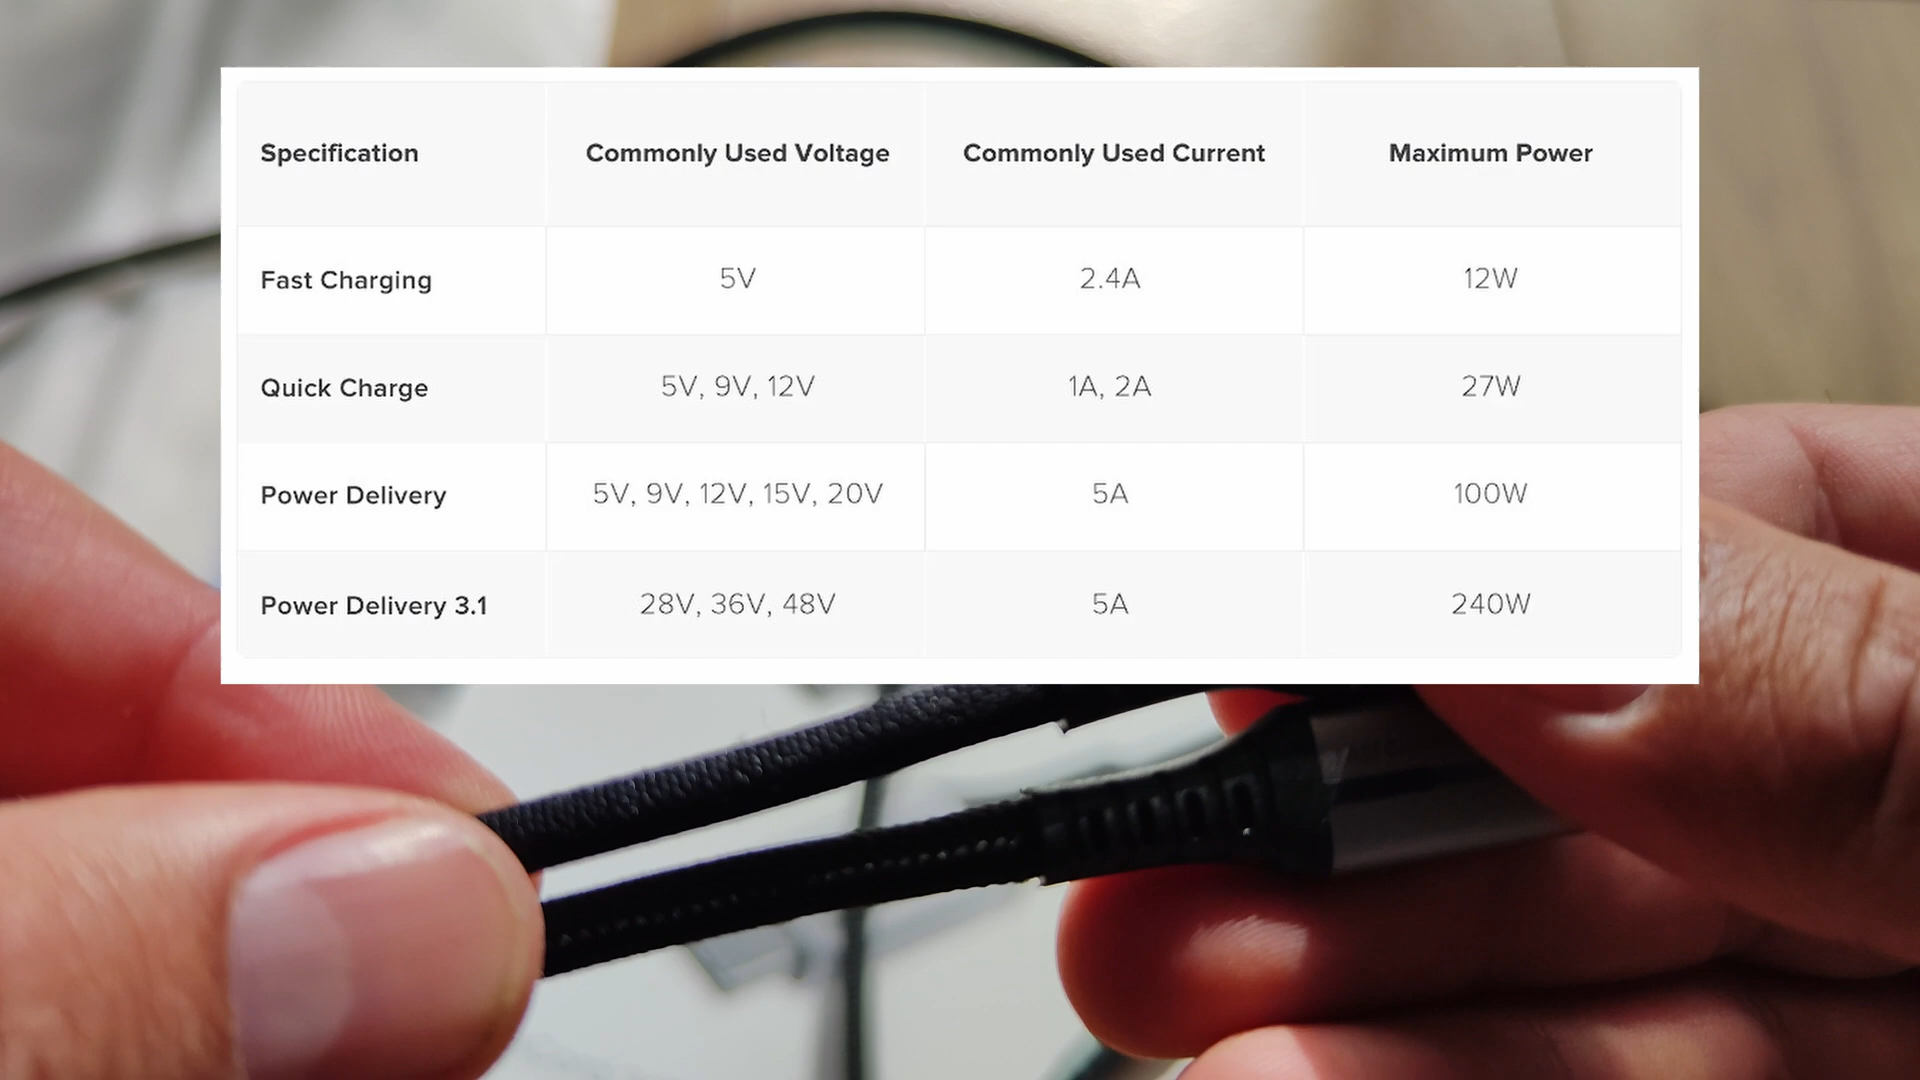 Specification Commonly Used Voltage Commonly Used Current Maximum Power
Fast Charging 5V 2.4A 12W
Quick Charge 5V, 9V, 12V 1A, 2A 27W
Power Delivery 5V, 9V, 12V, 15V, 20V 5A 100W
Power Delivery 3.1 28V, 36V, 48V 5A 240W